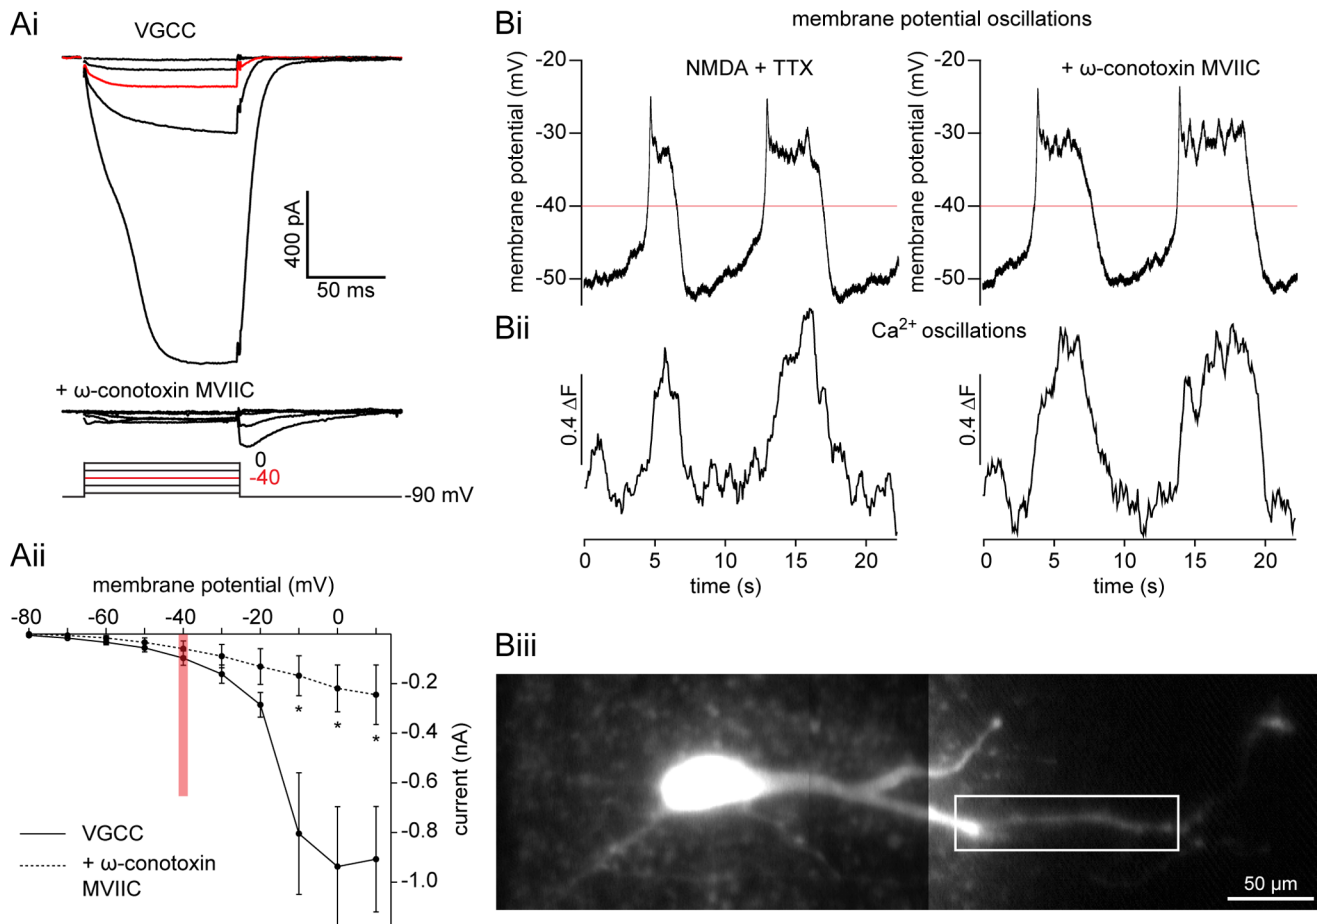 Ai
VGCC
400 pA
50 ms
+ ω-conotoxin MVIIC
0
-40
-90 mV
Aii
membrane potential (mV)
-80 -60 -40 -20 0
-0.2
-0.4
-0.6
-0.8
-1.0
current (nA)
*
*
*
VGCC
+ ω-conotoxin
MVIIC
Bi
membrane potential oscillations
NMDA + TTX
+ ω-conotoxin MVIIC
membrane potential (mV)
-20
-30
-40
-50
membrane potential (mV)
-20
-30
-40
-50
Bii
Ca2+ oscillations
0.4 ΔF
0.4 ΔF
0 5 10 15 20
time (s)
0 5 10 15 20
time (s)
Biii
50 µm